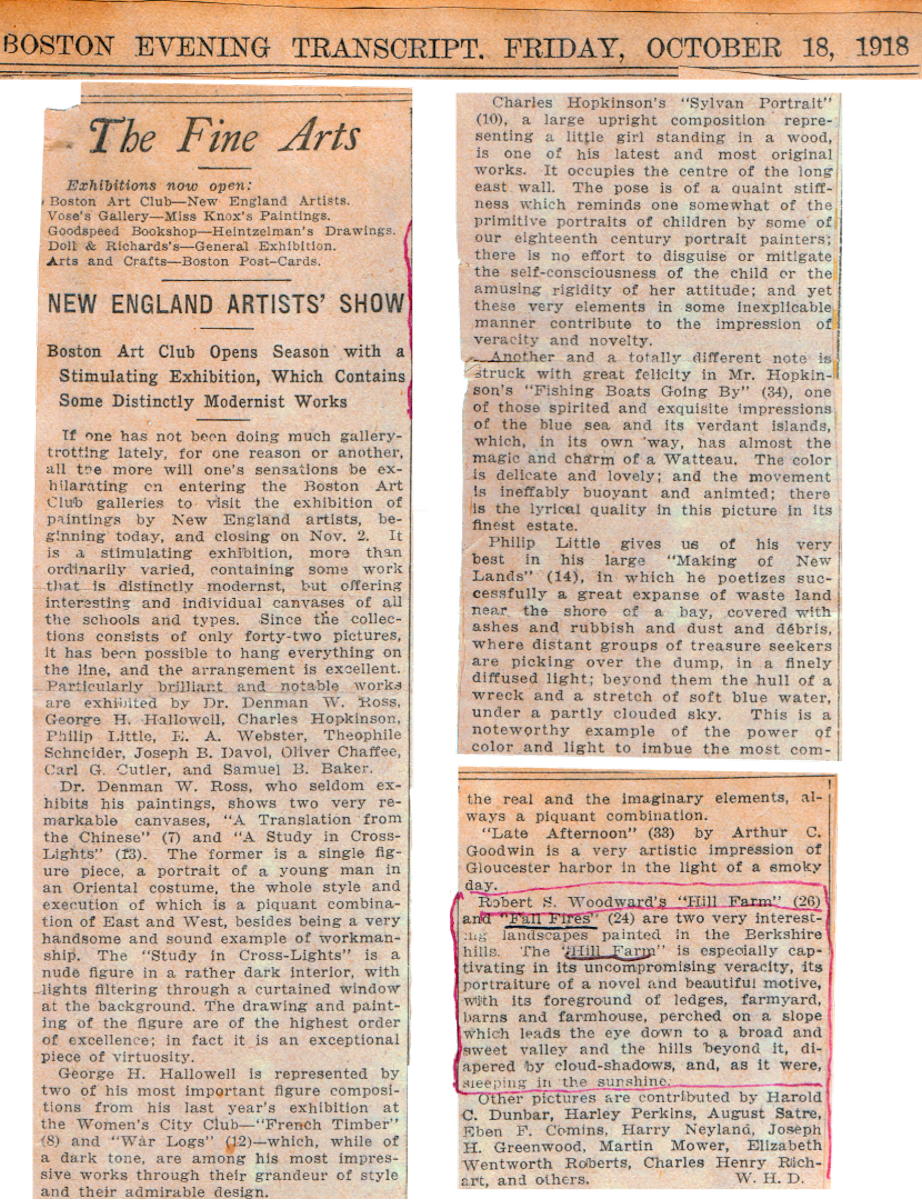 BOSTON EVENING TRANSCRIPT. FRIDAY, OCTOBER 18, 1918
The Fine Arts
Exhibitions now open:
Boston Art Club—New England Artists.
Vose's Gallery—Miss Knox's Paintings.
Goodspeed Bookshop—Heintzelman's Drawings.
Doll & Richards's—General Exhibition.
Arts and Crafts—Boston Post-Cards.
NEW ENGLAND ARTISTS' SHOW
Boston Art Club Opens Season with a
Stimulating Exhibition, Which Contains
Some Distinctly Modernist Works
If one has not been doing much gallery-
trotting lately, for one reason or another,
all the more will one's sensations be ex-
hilarating on entering the Boston Art
Club galleries to visit the exhibition of
paintings by New England artists, be-
ginning today, and closing on Nov. 2. It
is a stimulating exhibition, more than
ordinarily varied, containing some work
that is distinctly modernst, but offering
interesting and individual canvases of all
the schools and types. Since the collec-
tions consists of only forty-two pictures,
it has been possible to hang everything on
the line, and the arrangement is excellent.
Particularly brilliant and notable works
are exhibited by Dr. Denman W. Ross,
George H. Hallowell, Charles Hopkinson,
Philip Little, E. A. Webster, Theophile
Schneider, Joseph B. Davol, Oliver Chaffee,
Carl G. Cutler, and Samuel B. Baker.
Dr. Denman W. Ross, who seldom ex-
hibits his paintings, shows two very re-
markable canvases, "A Translation from
the Chinese" (7) and "A Study in Cross-
Lights" (13). The former is a single fig-
ure piece, a portrait of a young man in
an Oriental costume, the whole style and
execution of which is a piquant combina-
tion of East and West, besides being a very
handsome and sound example of workman-
ship. The "Study in Cross-Lights" is a
nude figure in a rather dark interior, with
lights filtering through a curtained window
at the background. The drawing and paint-
ing of the figure are of the highest order
of excellence; in fact it is an exceptional
piece of virtuosity.
George H. Hallowell is represented by
two of his most important figure composi-
tions from his last year's exhibition at
the Women's City Club—"French Timber"
(8) and "War Logs" (12)—which, while of
a dark tone, are among his most impres-
sive works through their grandeur of style
and their admirable design.
Charles Hopkinson's "Sylvan Portrait"
(10), a large upright composition repre-
senting a little girl standing in a wood,
is one of his latest and most original
works. It occupies the centre of the long
east wall. The pose is of a quaint stiff-
ness which reminds one somewhat of the
primitive portraits of children by some of
our eighteenth century portrait painters;
there is no effort to disguise or mitigate
the self-consciousness of the child or the
amusing rigidity of her attitude; and yet
these very elements in some inexplicable
manner contribute to the impression of
veracity and novelty.
Another and a totally different note is
struck with great felicity in Mr. Hopkin-
son's "Fishing Boats Going By" (34), one
of those spirited and exquisite impressions
of the blue sea and its verdant islands,
which, in its own way, has almost the
magic and charm of a Watteau. The color
is delicate and lovely; and the movement
is ineffably buoyant and animted; there
is the lyrical quality in this picture in its
finest estate.
Philip Little gives us of his very
best in his large "Making of New
Lands" (14), in which he poetizes suc-
cessfully a great expanse of waste land
near the shore of a bay, covered with
ashes and rubbish and dust and débris,
where distant groups of treasure seekers
are picking over the dump, in a finely
diffused light; beyond them the hull of a
wreck and a stretch of soft blue water,
under a partly clouded sky. This is a
noteworthy example of the power of
color and light to imbue the most com-
the real and the imaginary elements, al-
ways a piquant combination.
"Late Afternoon" (33) by Arthur C.
Goodwin is a very artistic impression of
Gloucester harbor in the light of a smoky
day.
Robert S. Woodward's "Hill Farm" (26)
and "Fall Fires" (24) are two very interest-
ing landscapes painted in the Berkshire
hills. The "Hill Farm" is especially cap-
tivating in its uncompromising veracity, its
portraiture of a novel and beautiful motive,
with its foreground of ledges, farmyard,
barns and farmhouse, perched on a slope
which leads the eye down to a broad and
sweet valley and the hills beyond it, di-
apered by cloud-shadows, and, as it were,
sleeping in the sunshine.
Other pictures are contributed by Harold
C. Dunbar, Harley Perkins, August Satre,
Eben F. Comins, Harry Neyland, Joseph
H. Greenwood, Martin Mower, Elizabeth
Wentworth Roberts, Charles Henry Rich-
art, and others. W. H. D.